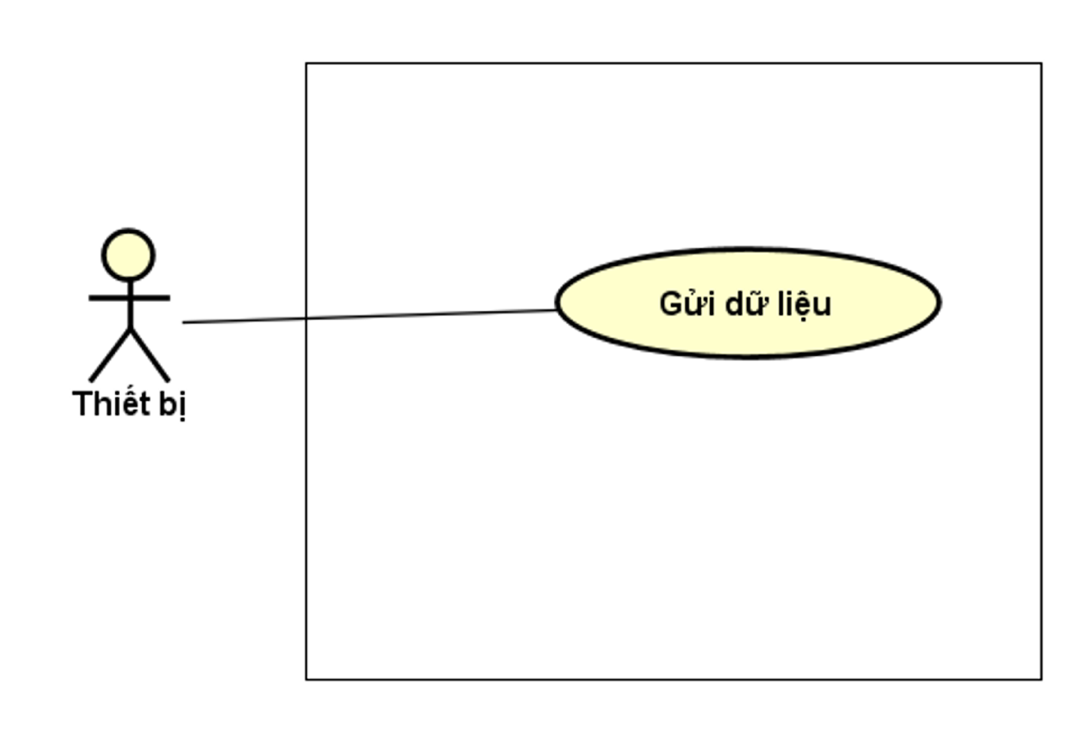 Gửi dữ liệu
Thiết bị